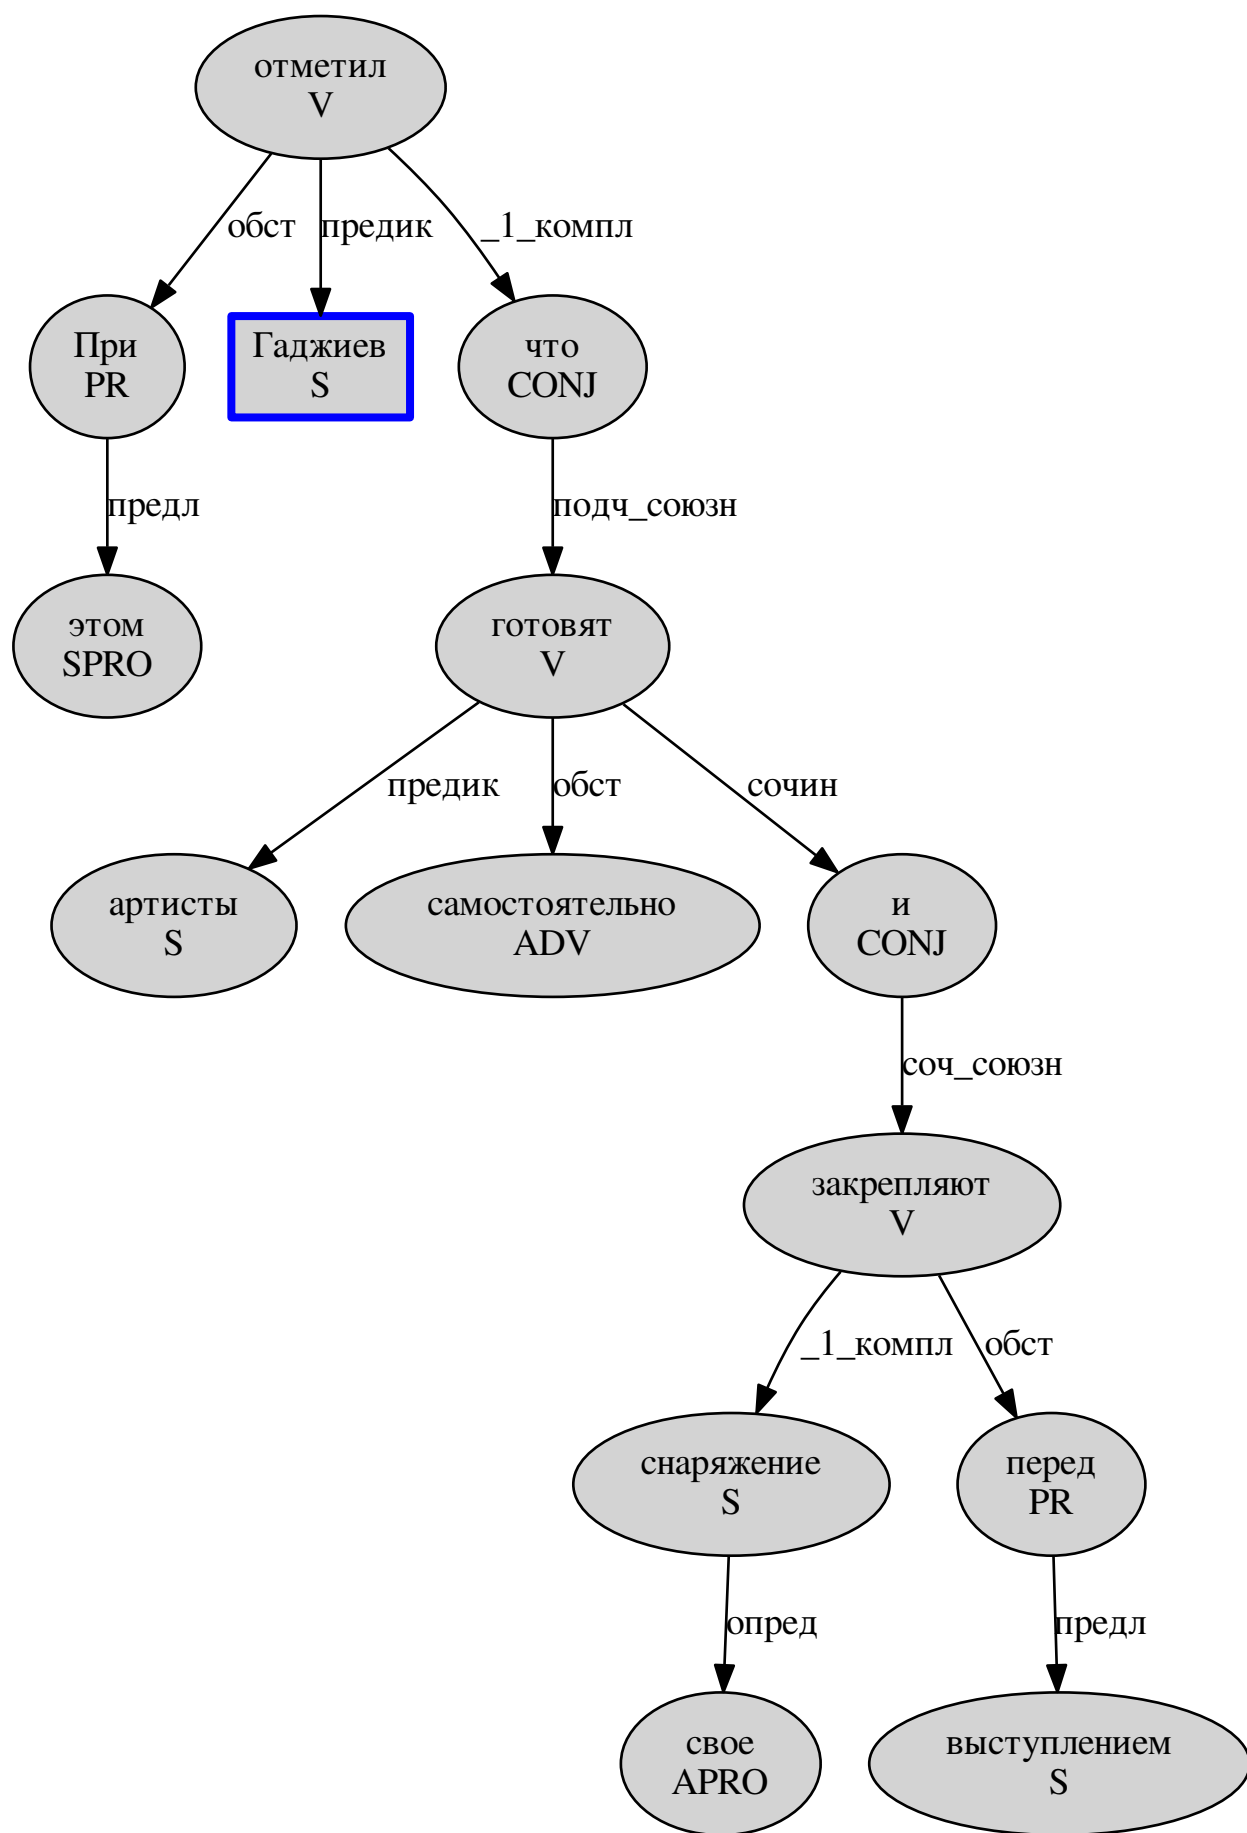 отметил
V
обст
предик
_1_компл
При
PR
Гаджиев
S
что
CONJ
предл
подч_союзн
этом
SPRO
готовят
V
предик
обст
сочин
артисты
S
самостоятельно
ADV
и
CONJ
соч_союзн
закрепляют
V
_1_компл
обст
снаряжение
S
перед
PR
опред
предл
свое
APRO
выступлением
S